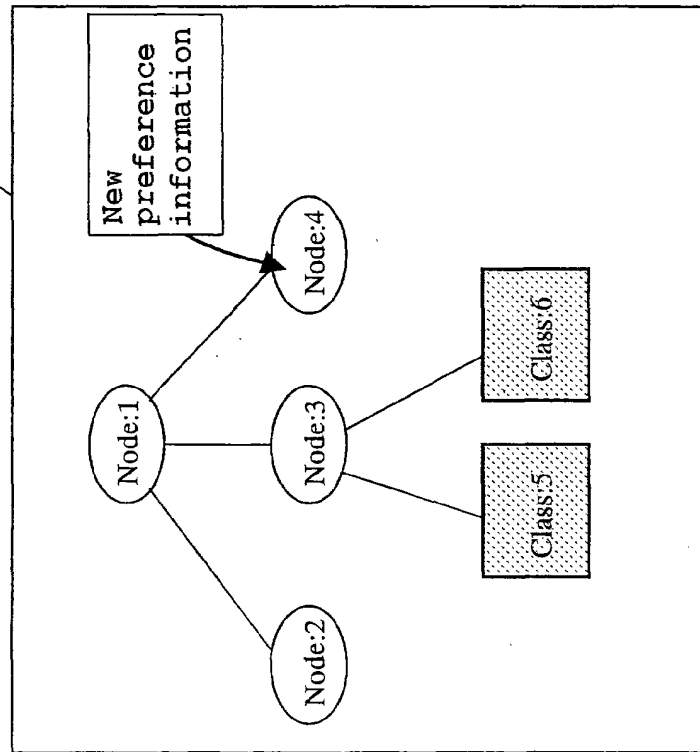 New
preference
information
Node:1
Node:2
Node:3
Node:4
Class:5
Class:6